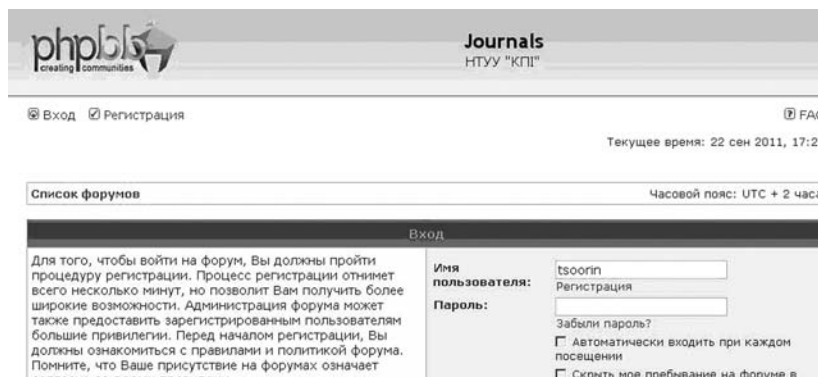 phpbb
creating communities
Journals
НТУУ "КПІ"
Вход Регистрация
FAQ
Текущее время: 22 сен 2011, 17:2
Список форумов
Часовой пояс: UTC + 2 час
Вход
Для того, чтобы войти на форум, Вы должны пройти
процедуру регистрации. Процесс регистрации отнимет
всего несколько минут, но позволит Вам получить более
широкие возможности. Администрация форума может
также предоставить зарегистрированным пользователям
большие привилегии. Перед началом регистрации, Вы
должны ознакомиться с правилами и политикой форума.
Помните, что Ваше присутствие на форумах означает
Имя
пользователя:
tsoorin
Регистрация
Пароль:
Забыли пароль?
Автоматически входить при каждом
посещении
Скрыть мое пребывание на форуме в